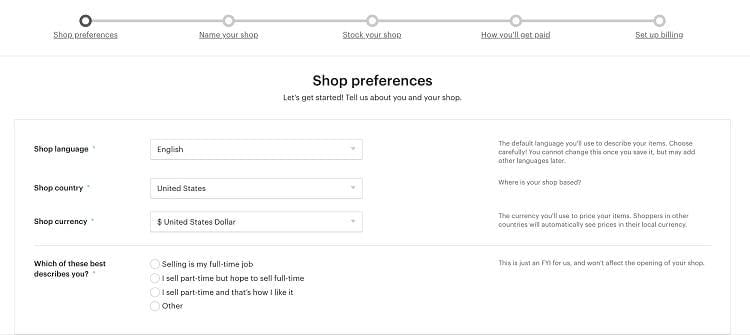 Shop preferences
Name your shop
Stock your shop
How you'll get paid
Set up billing
Shop preferences
Let's get started! Tell us about you and your shop.
Shop language *
English
The default language you'll use to describe your items. Choose
carefully! You cannot change this once you save it, but may add
other languages later.
Shop country *
United States
Where is your shop based?
Shop currency *
$ United States Dollar
The currency you'll use to price your items. Shoppers in other
countries will automatically see prices in their local currency.
Which of these best
describes you? *
Selling is my full-time job
I sell part-time but hope to sell full-time
I sell part-time and that's how I like it
Other
This is just an FYI for us, and won't affect the opening of your shop.